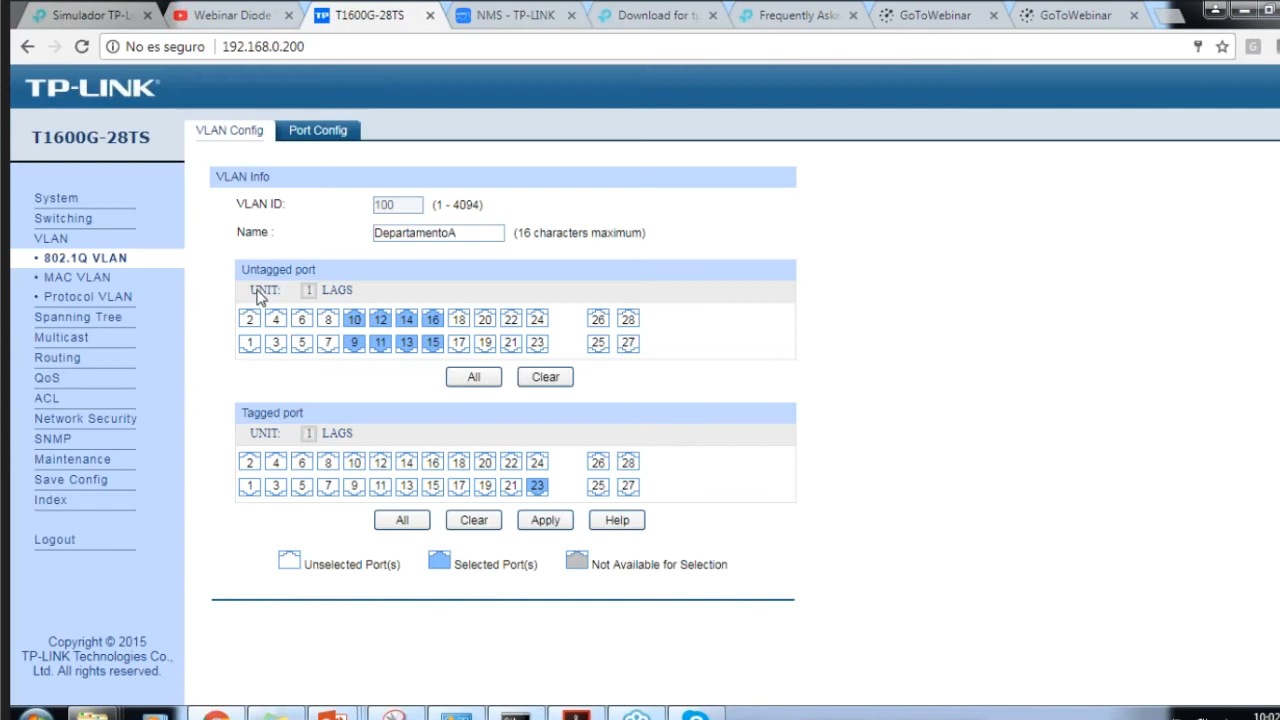 Simulador TP-L
Webinar Diode
T1600G-28TS
NMS - TP-LINK
Download for t
Frequently Aske
GoToWebinar
GoToWebinar
No es seguro 192.168.0.200
TP-LINK®
T1600G-28TS
VLAN Config
Port Config
System
Switching
VLAN
• 802.1Q VLAN
• MAC VLAN
• Protocol VLAN
Spanning Tree
Multicast
Routing
QoS
ACL
Network Security
SNMP
Maintenance
Save Config
Index
Logout
Copyright © 2015
TP-LINK Technologies Co.,
Ltd. All rights reserved.
VLAN Info
VLAN ID: 100 (1 - 4094)
Name : DepartamentoA (16 characters maximum)
Untagged port
UNIT: 1 LAGS
2 4 6 8 10 12 14 16 18 20 22 24 26 28
1 3 5 7 9 11 13 15 17 19 21 23 25 27
All Clear
Tagged port
UNIT: 1 LAGS
2 4 6 8 10 12 14 16 18 20 22 24 26 28
1 3 5 7 9 11 13 15 17 19 21 23 25 27
All Clear Apply Help
Unselected Port(s) Selected Port(s) Not Available for Selection